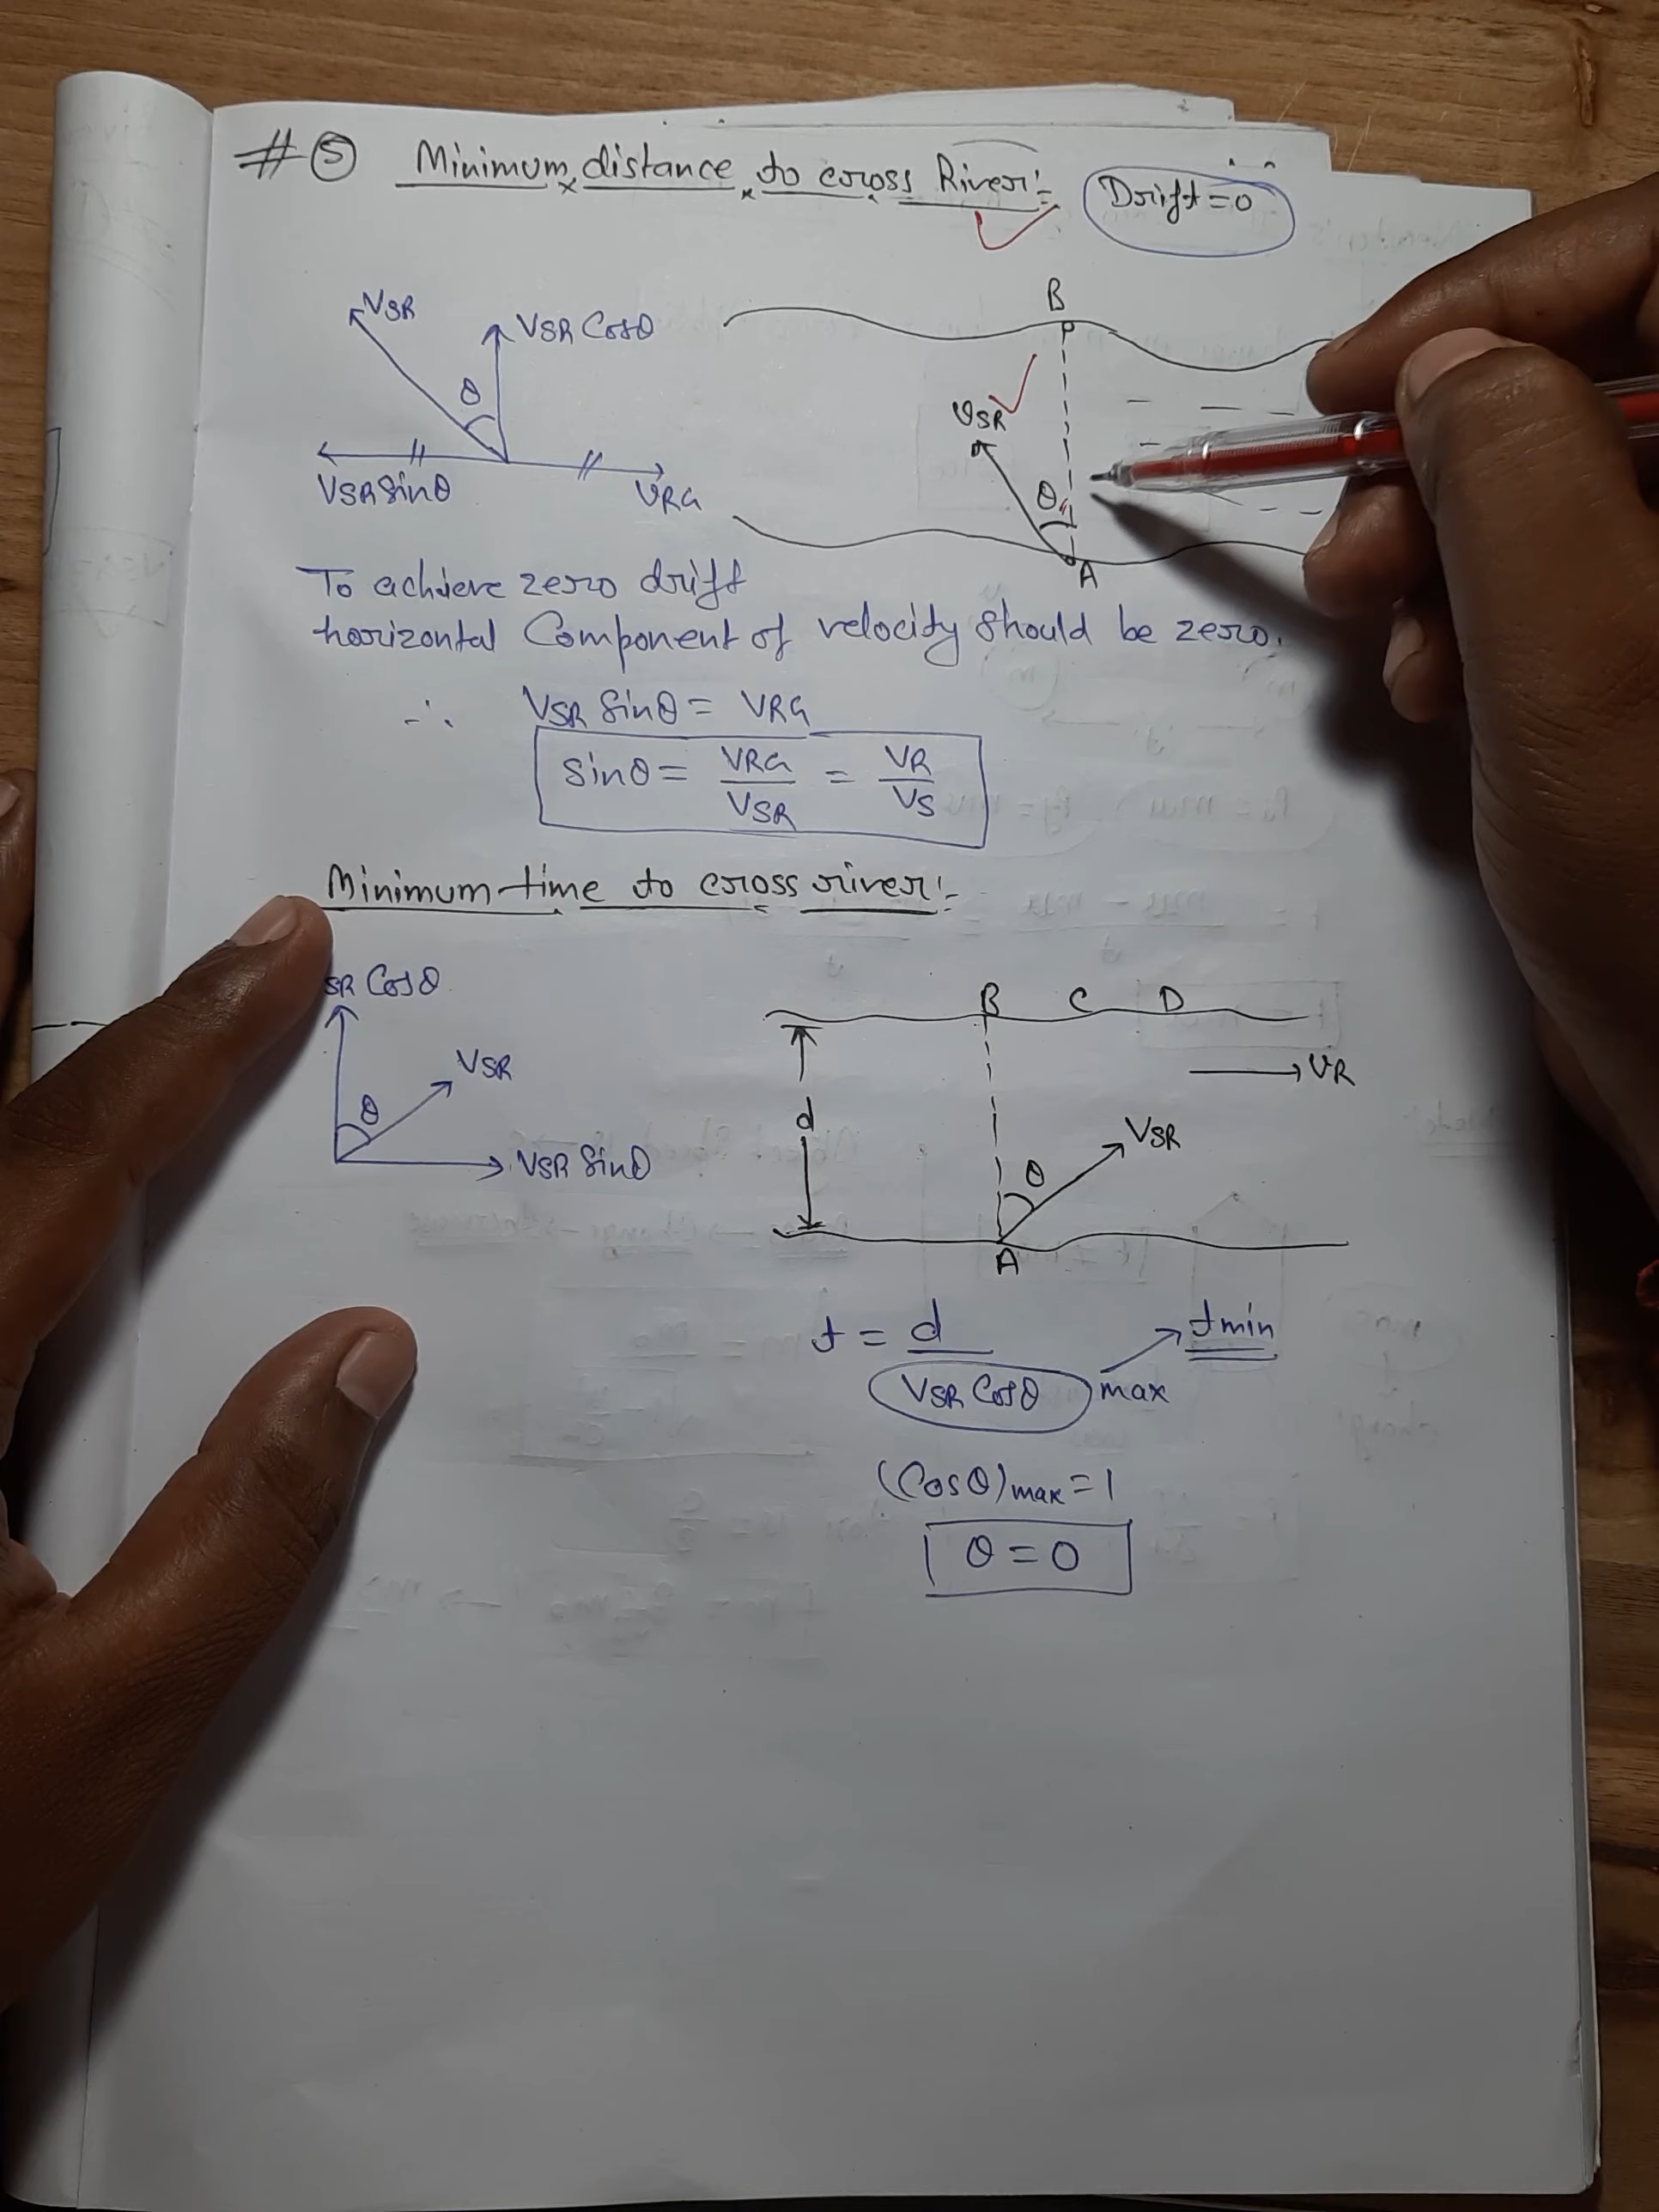 # ⑤ Minimum distance to cross River:- Drift=0
VSR
VSR Cosθ
θ
VSR Sinθ
VRG
B
VSR
θ
A
To achieve zero drift
horizontal Component of velocity should be zero.
∴ VSR Sinθ = VRG
Sinθ = VRG/VSR = VR/VS
Minimum time to cross river:-
SR Cosθ
VSR
θ
VSR Sinθ
B C D
VR
d
VSR
θ
A
t = d/VSR Cosθ max → tmin
(Cosθ)max = 1
θ = 0